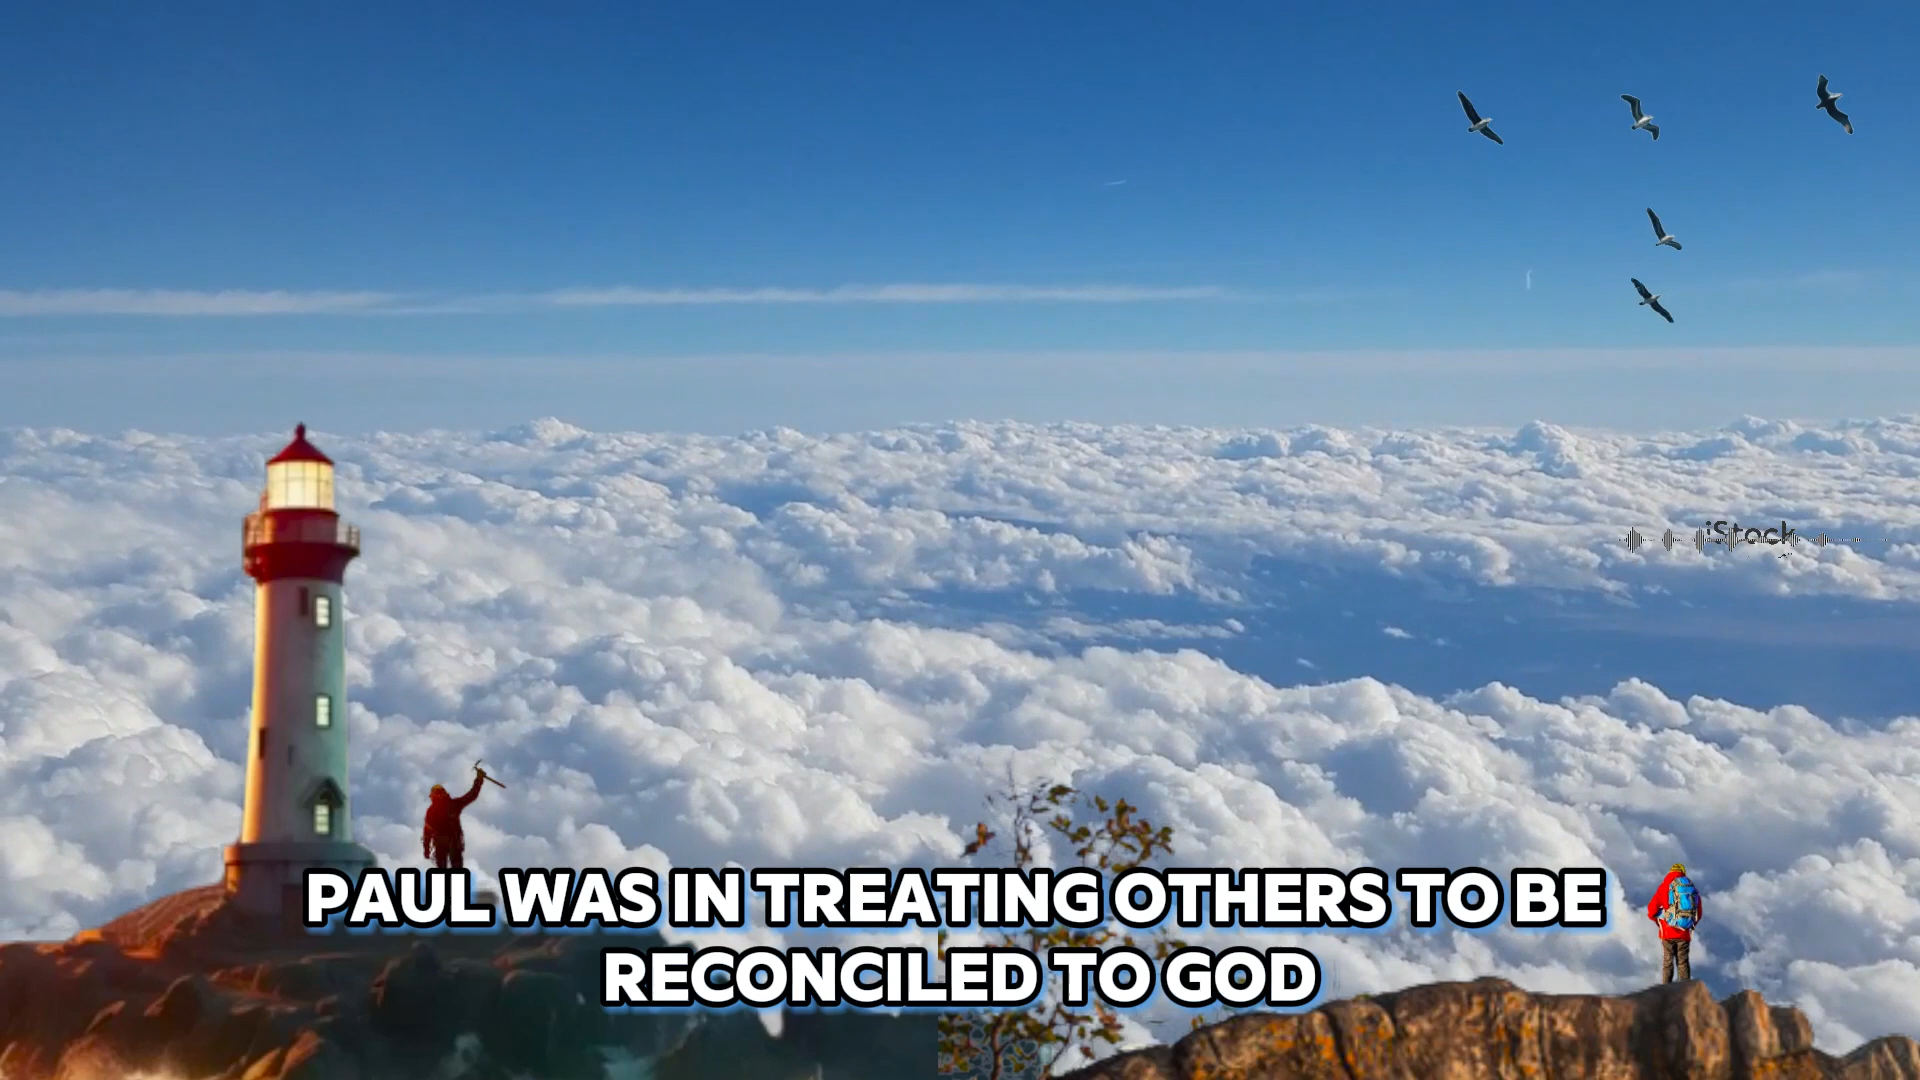 iStock
PAUL WAS IN TREATING OTHERS TO BE
RECONCILED TO GOD